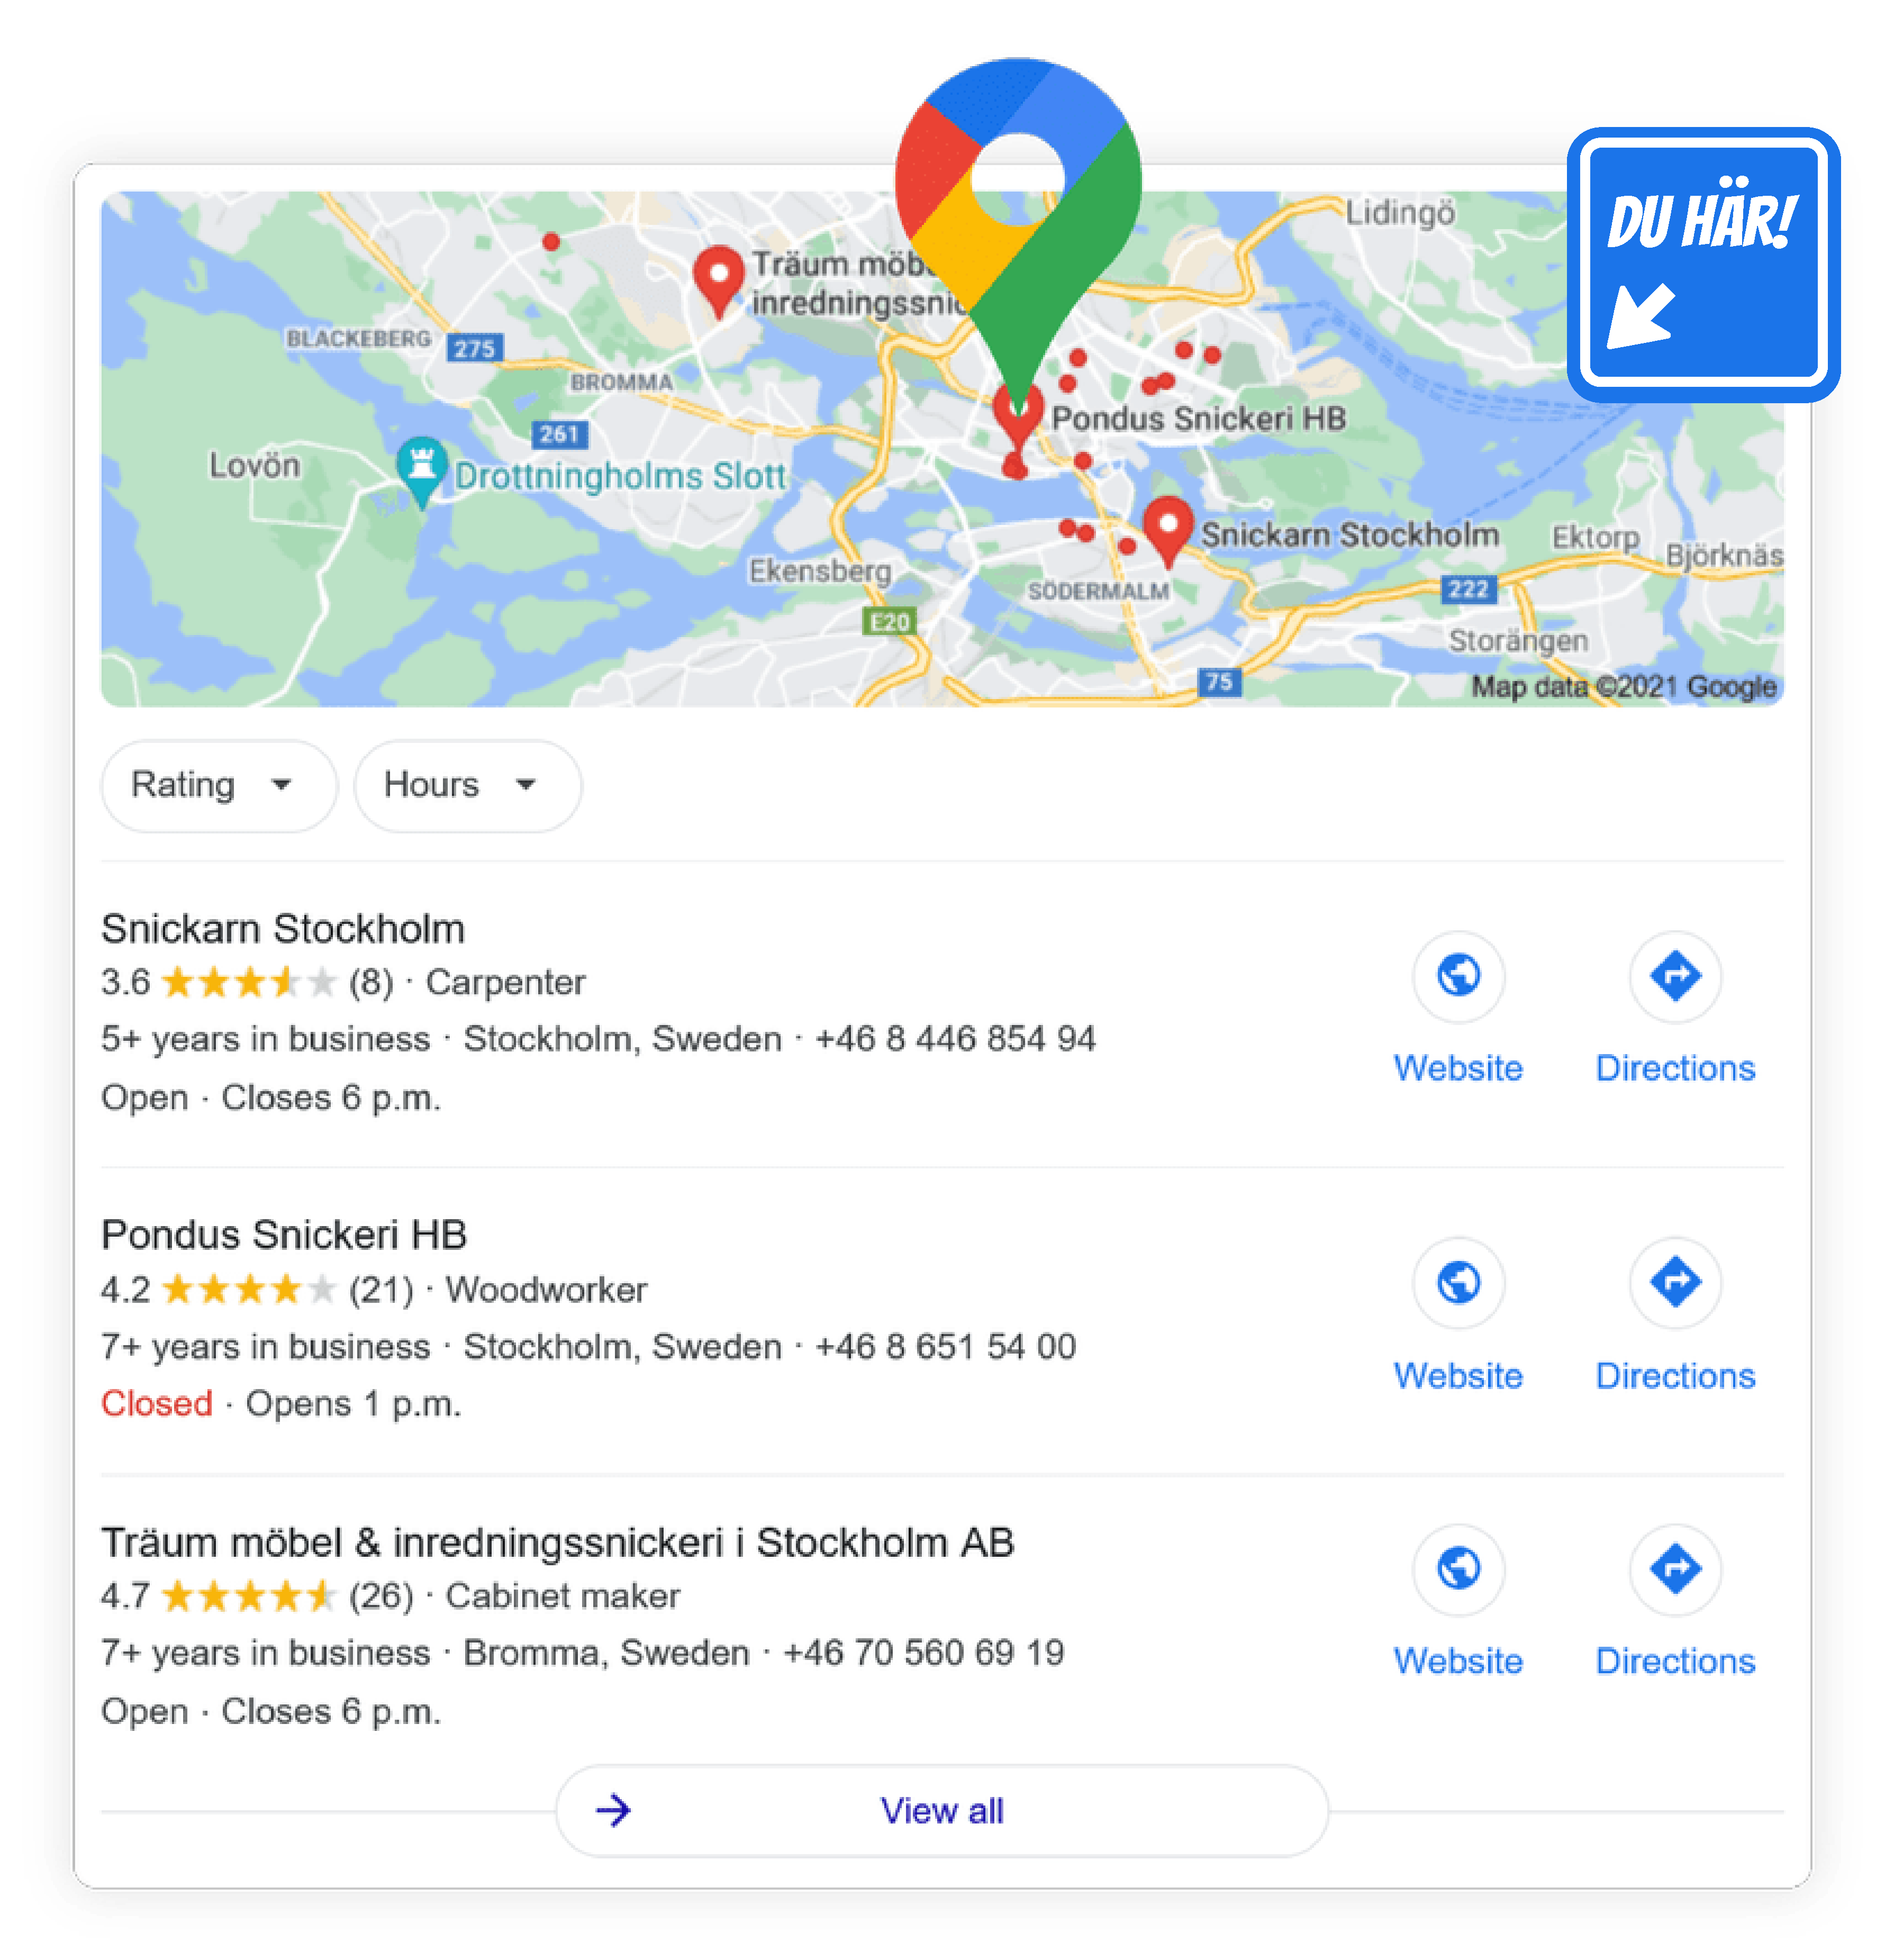 DU HÄR!
Lidingö
Träum möb
inredningssnic
BLACKEBERG
275
BROMMA
261
Pondus Snickeri HB
Lovön
Drottningholms Slott
Snickarn Stockholm
Ektorp
Björknäs
Ekensberg
SÖDERMALM
222
E20
Storängen
75
Map data ©2021 Google
Rating
Hours
Snickarn Stockholm
3.6 (8) · Carpenter
5+ years in business · Stockholm, Sweden · +46 8 446 854 94
Open · Closes 6 p.m.
Website
Directions
Pondus Snickeri HB
4.2 (21) · Woodworker
7+ years in business · Stockholm, Sweden · +46 8 651 54 00
Closed · Opens 1 p.m.
Website
Directions
Träum möbel & inredningssnickeri i Stockholm AB
4.7 (26) · Cabinet maker
7+ years in business · Bromma, Sweden · +46 70 560 69 19
Open · Closes 6 p.m.
Website
Directions
View all